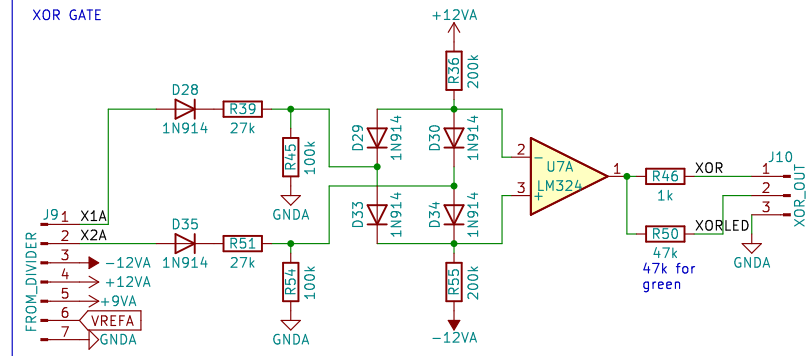 XOR GATE
+12VA
R36
200k
D28
1N914
R39
27k
D29
1N914
D30
1N914
R45
100k
GNDA
2
-
U7A
LM324
3
+
1
R46
1k
XOR
J10
1
2
3
XOR_OUT
XORLED
R50
47k
47k for
green
GNDA
D33
1N914
D34
1N914
J9
1
X1A
2
X2A
3
-12VA
4
+12VA
5
+9VA
6
VREFA
7
GNDA
FROM_DIVIDER
D35
1N914
R51
27k
R54
100k
GNDA
R55
200k
-12VA